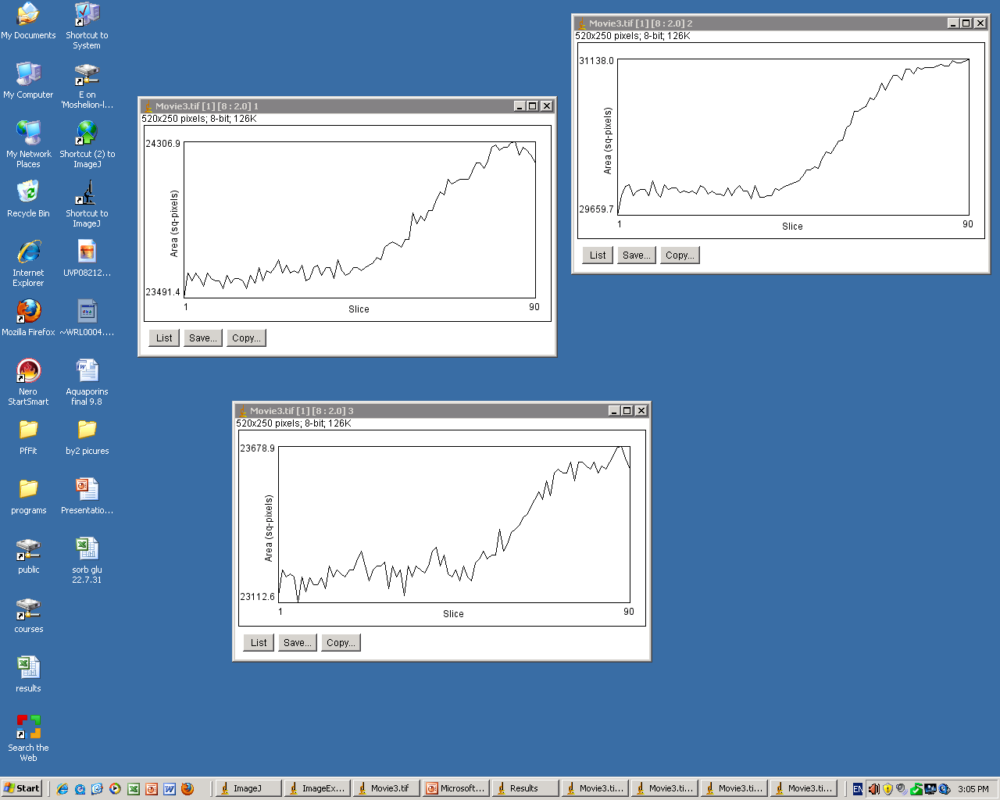 My Documents
Shortcut to
System
My Computer
E on
'Moshelion-l...
My Network
Places
Shortcut (2) to
ImageJ
Recycle Bin
Shortcut to
ImageJ
Internet
Explorer
UVP08212...
Mozilla Firefox
~WRL0004....
Nero
StartSmart
Aquaporins
final 9.8
PfFit
by2 picures
programs
Presentatio...
public
sorb glu
22.7.31
courses
results
Search the
Web
Movie3.tif [1] [8 : 2.0] 1
520x250 pixels; 8-bit; 126K
24306.9
Area (sq-pixels)
23491.4
1
90
Slice
List
Save...
Copy...
Movie3.tif [1] [8 : 2.0] 2
520x250 pixels; 8-bit; 126K
31138.0
Area (sq-pixels)
29659.7
1
90
Slice
List
Save...
Copy...
Movie3.tif [1] [8 : 2.0] 3
520x250 pixels; 8-bit; 126K
23678.9
Area (sq-pixels)
23112.6
1
90
Slice
List
Save...
Copy...
Start
ImageJ
ImageEx...
Movie3.tif
Microsoft...
Results
Movie3.ti...
Movie3.ti...
Movie3.ti...
Movie3.ti...
EN
3:05 PM